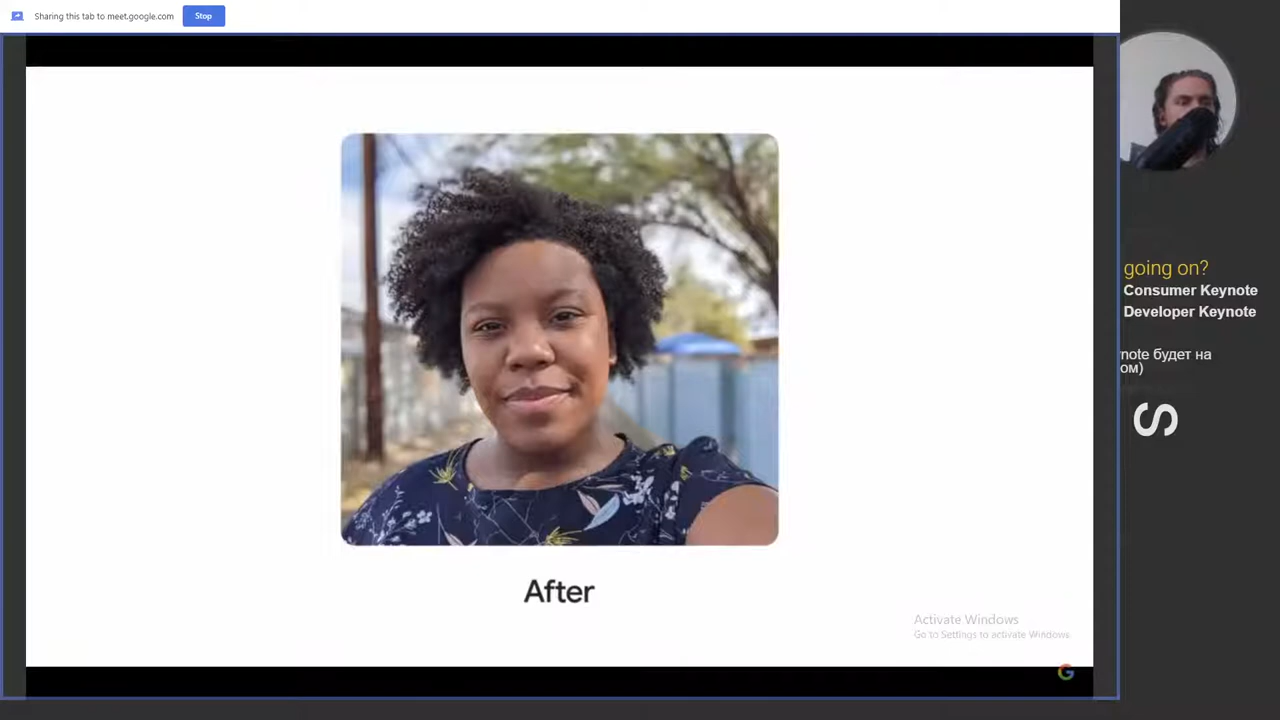 Sharing this tab to meet.google.com
Stop
going on?
Consumer Keynote
Developer Keynote
note будет на
ом)
S
After
Activate Windows
Go to Settings to activate Windows.
G